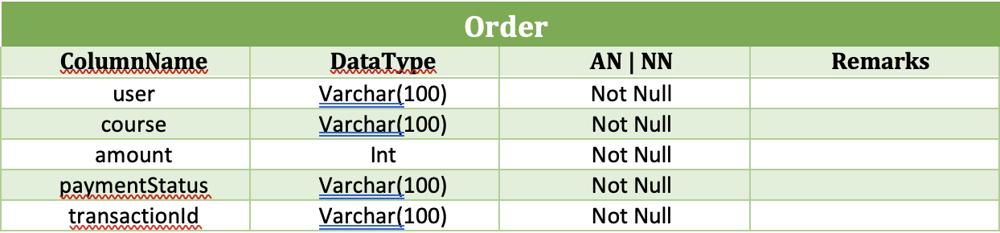 Order
ColumnName DataType AN | NN Remarks
user Varchar(100) Not Null
course Varchar(100) Not Null
amount Int Not Null
paymentStatus Varchar(100) Not Null
transactionId Varchar(100) Not Null